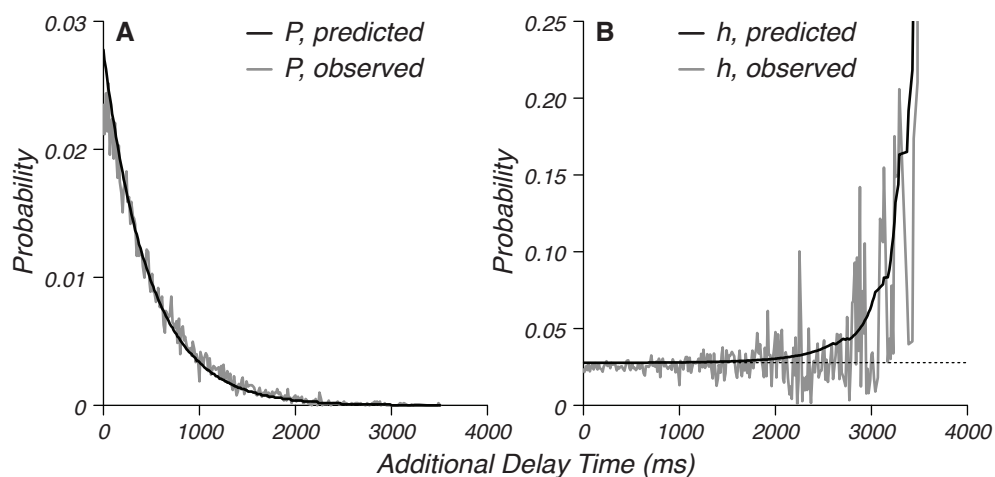 A
P, predicted
P, observed
Probability
0.03
0.02
0.01
0
0
1000
2000
3000
4000
B
h, predicted
h, observed
Probability
0.25
0.20
0.15
0.10
0.05
0
0
1000
2000
3000
4000
Additional Delay Time (ms)